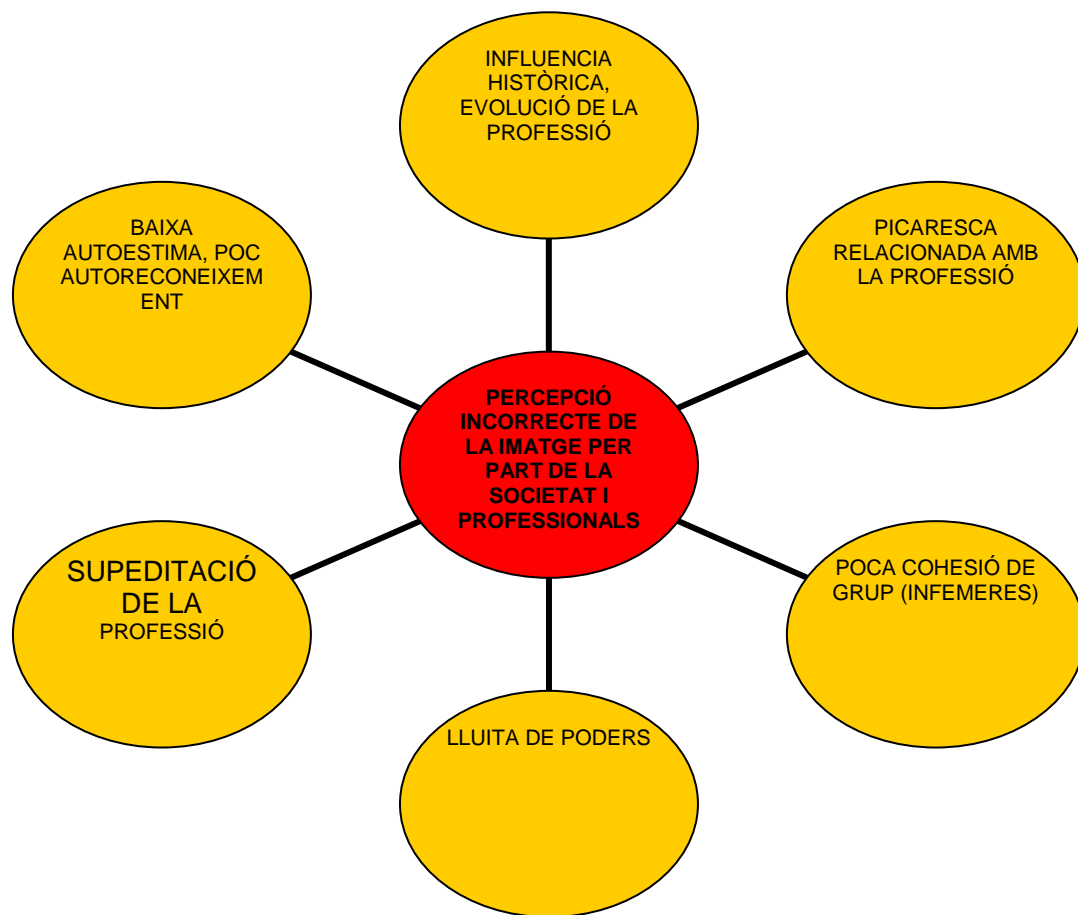 INFLUENCIA
HISTÒRICA,
EVOLUCIÓ DE LA
PROFESSIÓ
BAIXA
AUTOESTIMA, POC
AUTORECONEIXEM
ENT
PICARESCA
RELACIONADA AMB
LA PROFESSIÓ
PERCEPCIÓ
INCORRECTE DE
LA IMATGE PER
PART DE LA
SOCIETAT I
PROFESSIONALS
SUPEDITACIÓ
DE LA
PROFESSIÓ
POCA COHESIÓ DE
GRUP (INFEMERES)
LLUITA DE PODERS